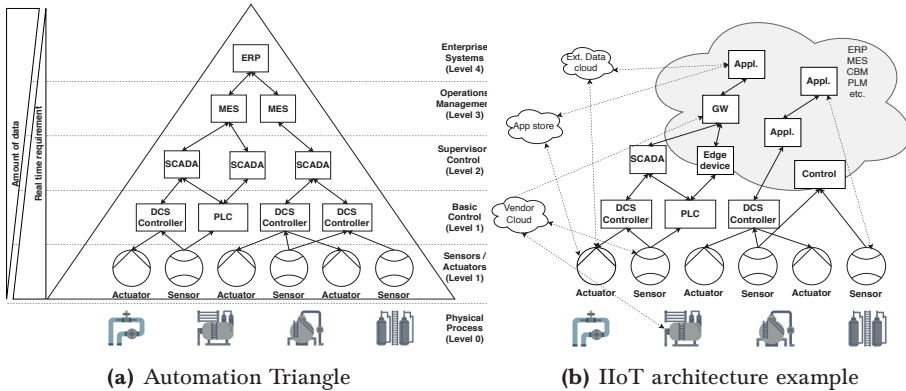 Amount of data
Real time requirement
ERP
MES
MES
SCADA
SCADA
SCADA
DCS
Controller
PLC
DCS
Controller
DCS
Controller
Actuator
Sensor
Actuator
Sensor
Actuator
Sensor
Enterprise
Systems
(Level 4)
Operations
Management
(Level 3)
Supervisory
Control
(Level 2)
Basic
Control
(Level 1)
Sensors /
Actuators
(Level 1)
Physical
Process
(Level 0)
(a) Automation Triangle
Ext. Data
cloud
App store
Vendor
Cloud
Appl.
Appl.
ERP
MES
CBM
PLM
etc.
GW
Appl.
SCADA
Edge
device
Control
DCS
Controller
PLC
DCS
Controller
Actuator
Sensor
Actuator
Sensor
Actuator
Sensor
(b) IIoT architecture example